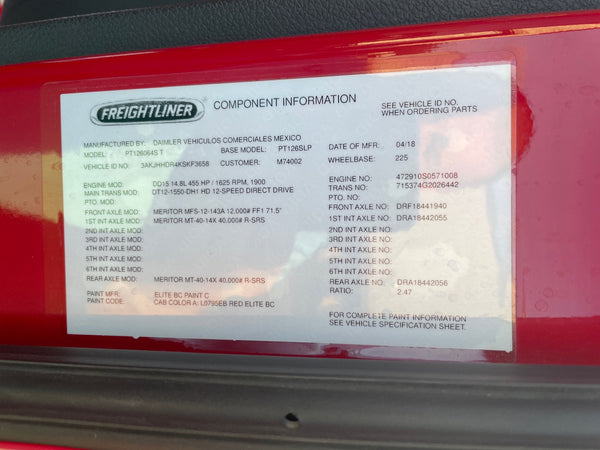 FREIGHTLINER
COMPONENT INFORMATION
SEE VEHICLE ID NO.
WHEN ORDERING PARTS
MANUFACTURED BY: DAIMLER VEHICULOS COMERCIALES MEXICO
MODEL: PT126064S T BASE MODEL: PT126SLP DATE OF MFR: 04/18
VEHICLE ID NO: 3AKJHHDR4KSKF3658 CUSTOMER: M74002 WHEELBASE: 225
ENGINE MOD: DD15 14.8L 455 HP / 1625 RPM, 1900 ENGINE NO: 472910S0571008
MAIN TRANS MOD: DT12-1550-DH1 HD 12-SPEED DIRECT DRIVE TRANS NO: 715374G2026442
PTO. MOD: PTO. NO:
FRONT AXLE MOD: MERITOR MFS-12-143A 12,000# FF1 71.5" FRONT AXLE NO: DRF18441940
1ST INT AXLE MOD: MERITOR MT-40-14X 40,000# R-SRS 1ST INT AXLE NO: DRA18442055
2ND INT AXLE MOD: 2ND INT AXLE NO:
3RD INT AXLE MOD: 3RD INT AXLE NO:
4TH INT AXLE MOD: 4TH INT AXLE NO:
5TH INT AXLE MOD: 5TH INT AXLE NO:
6TH INT AXLE MOD: 6TH INT AXLE NO:
REAR AXLE MOD: MERITOR MT-40-14X 40,000# R-SRS REAR AXLE NO: DRA18442056
RATIO: 2.47
PAINT MFR: ELITE BC PAINT C
PAINT CODE: CAB COLOR A: L0795EB RED ELITE BC
FOR COMPLETE PAINT INFORMATION
SEE VEHICLE SPECIFICATION SHEET.